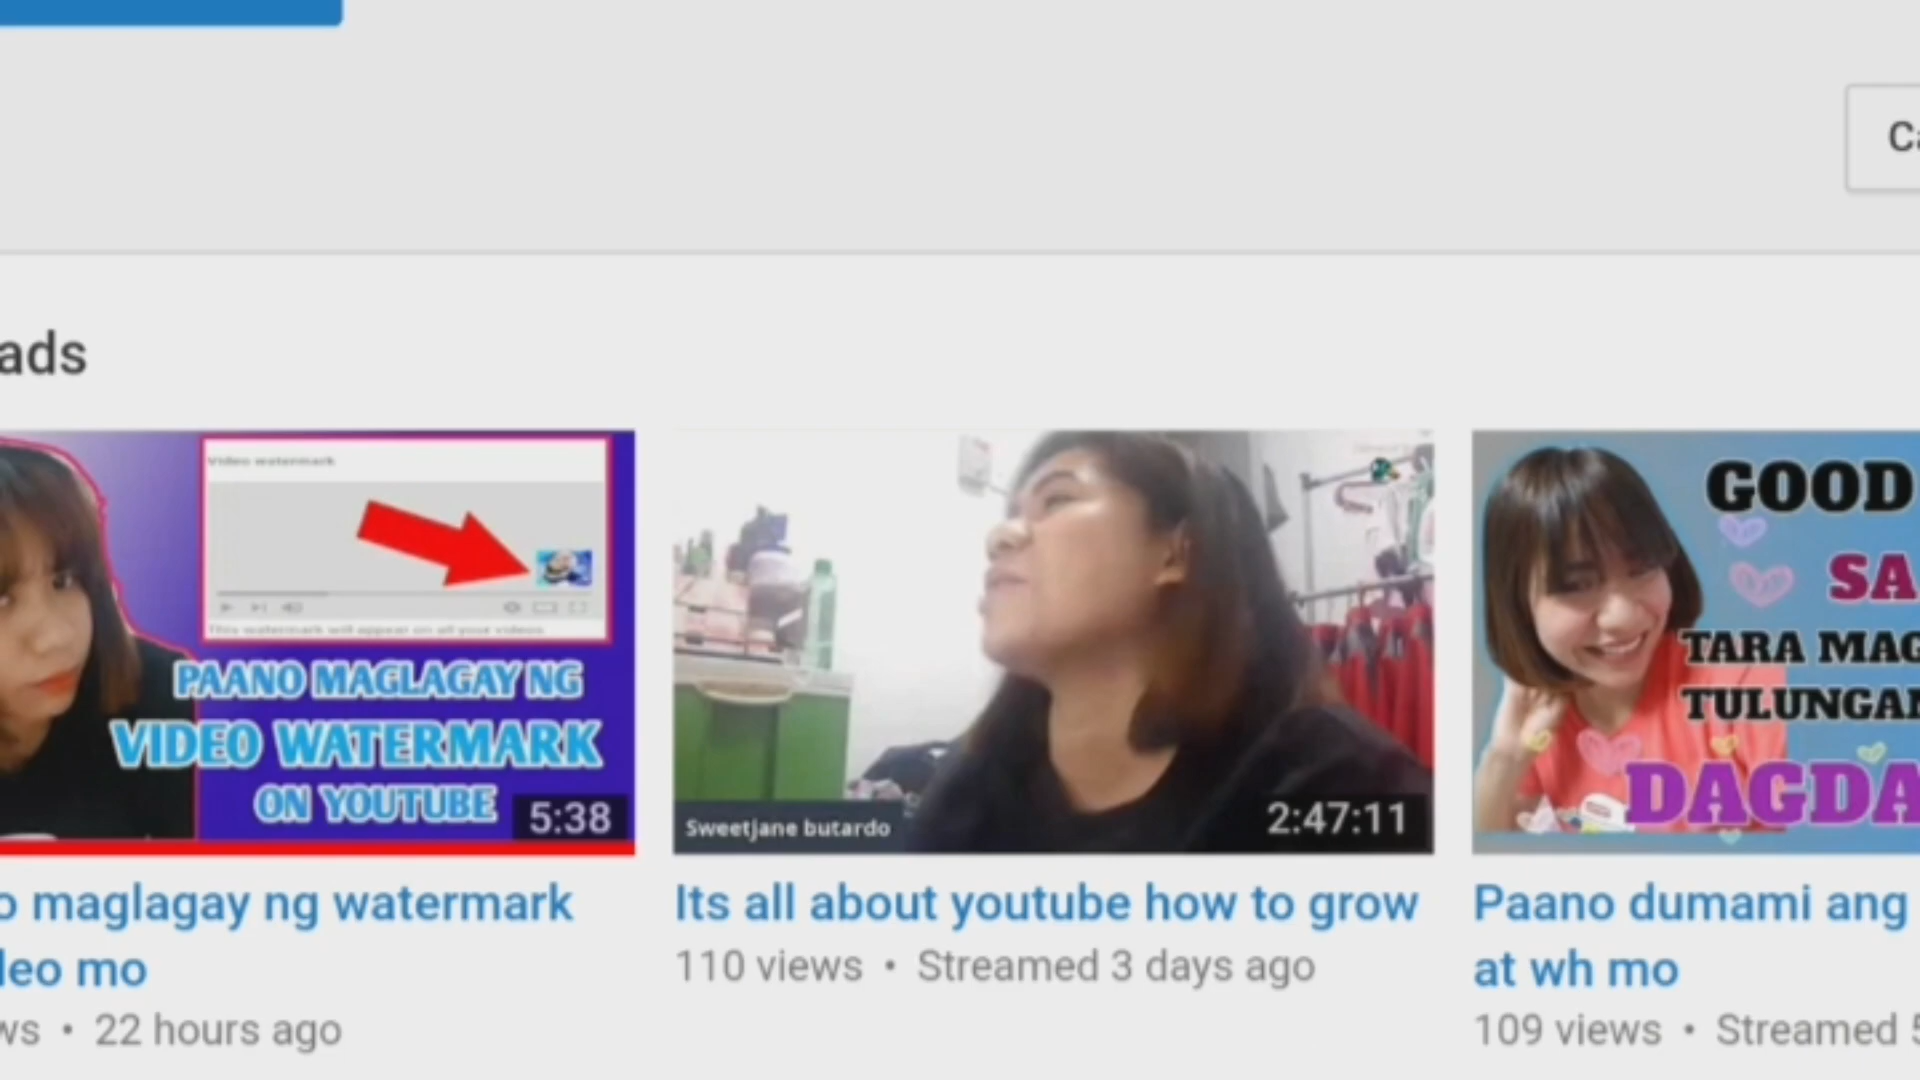 Ca
ads
Video watermark
This watermark will appear on all your videos
PAANO MAGLAGAY NG
VIDEO WATERMARK
ON YOUTUBE
5:38
Sweetjane butardo
2:47:11
GOOD
SA
TARA MAG
TULUNGAN
DAGDA
o maglagay ng watermark
deo mo
ws • 22 hours ago
Its all about youtube how to grow
110 views • Streamed 3 days ago
Paano dumami ang
at wh mo
109 views • Streamed 5